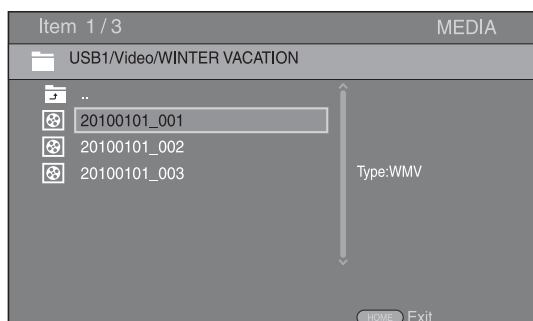 Item 1/3
MEDIA
USB1/Video/WINTER VACATION
..
20100101_001
20100101_002
20100101_003
Type:WMV
HOME Exit